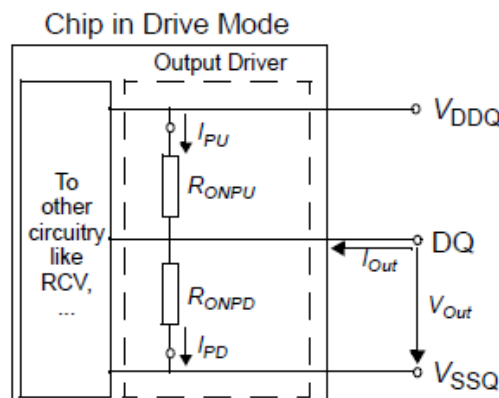 Chip in Drive Mode
Output Driver
To
other
circuitry
like
RCV,
...
I_PU
R_ONPU
R_ONPD
I_PD
V_DDQ
DQ
I_Out
V_Out
V_SSQ